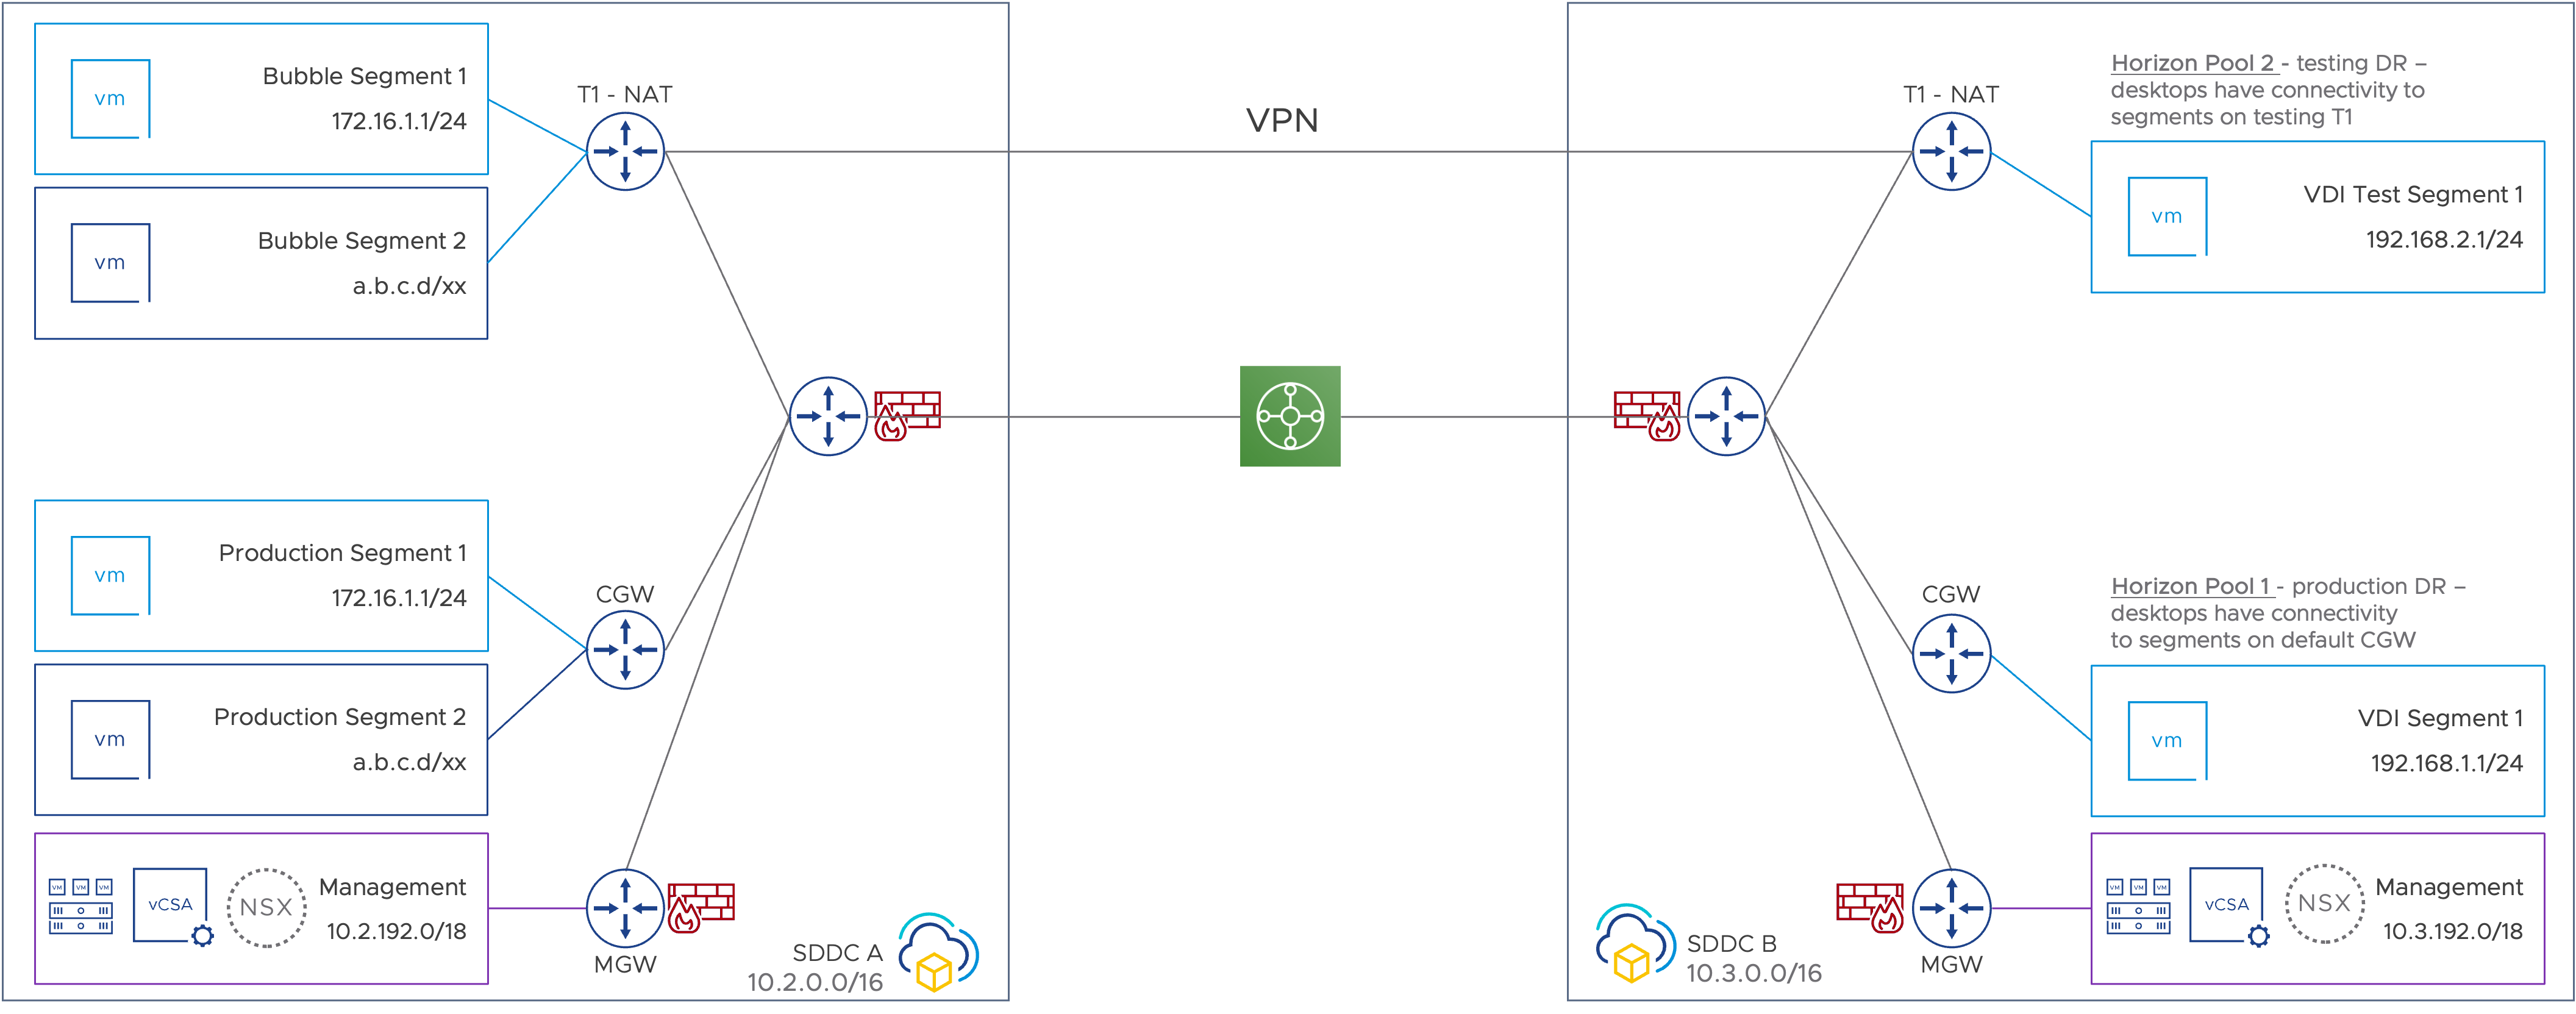 vm
Bubble Segment 1
172.16.1.1/24
vm
Bubble Segment 2
a.b.c.d/xx
T1 - NAT
vm
Production Segment 1
172.16.1.1/24
vm
Production Segment 2
a.b.c.d/xx
CGW
VM VM VM
vCSA
NSX
Management
10.2.192.0/18
MGW
SDDC A
10.2.0.0/16
VPN
T1 - NAT
Horizon Pool 2 - testing DR –
desktops have connectivity to
segments on testing T1
vm
VDI Test Segment 1
192.168.2.1/24
CGW
Horizon Pool 1 - production DR –
desktops have connectivity
to segments on default CGW
vm
VDI Segment 1
192.168.1.1/24
SDDC B
10.3.0.0/16
MGW
VM VM VM
vCSA
NSX
Management
10.3.192.0/18